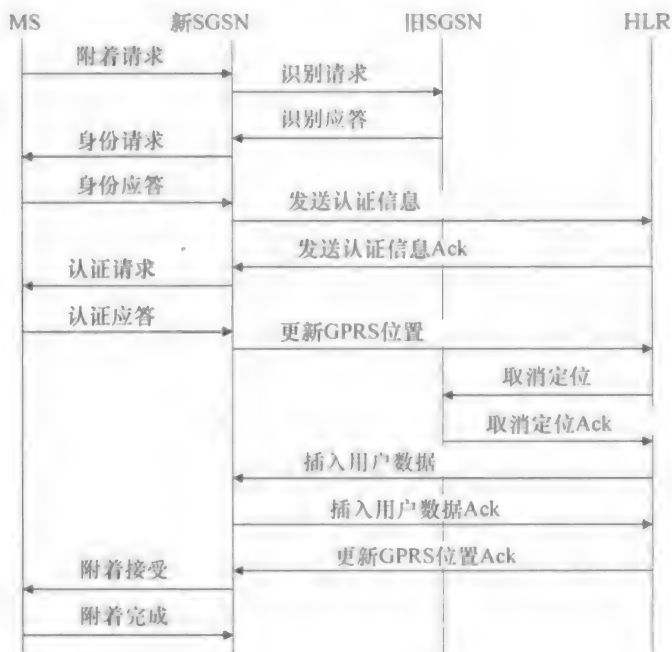 MS 新SGSN 旧SGSN HLR
附着请求
识别请求
识别应答
身份请求
身份应答
发送认证信息
发送认证信息Ack
认证请求
认证应答
更新GPRS位置
取消定位
取消定位Ack
插入用户数据
插入用户数据Ack
更新GPRS位置Ack
附着接受
附着完成